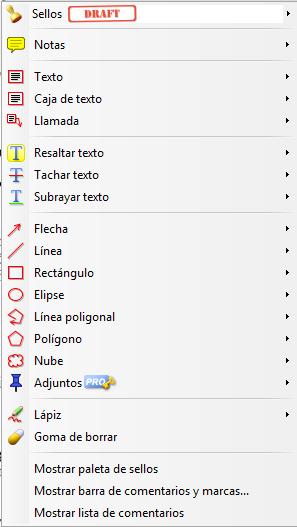 Sellos DRAFT
Notas
Texto
Caja de texto
Llamada
T Resaltar texto
T Tachar texto
T Subrayar texto
Flecha
Línea
Rectángulo
Elipse
Línea poligonal
Polígono
Nube
Adjuntos PRO
Lápiz
Goma de borrar
Mostrar paleta de sellos
Mostrar barra de comentarios y marcas...
Mostrar lista de comentarios